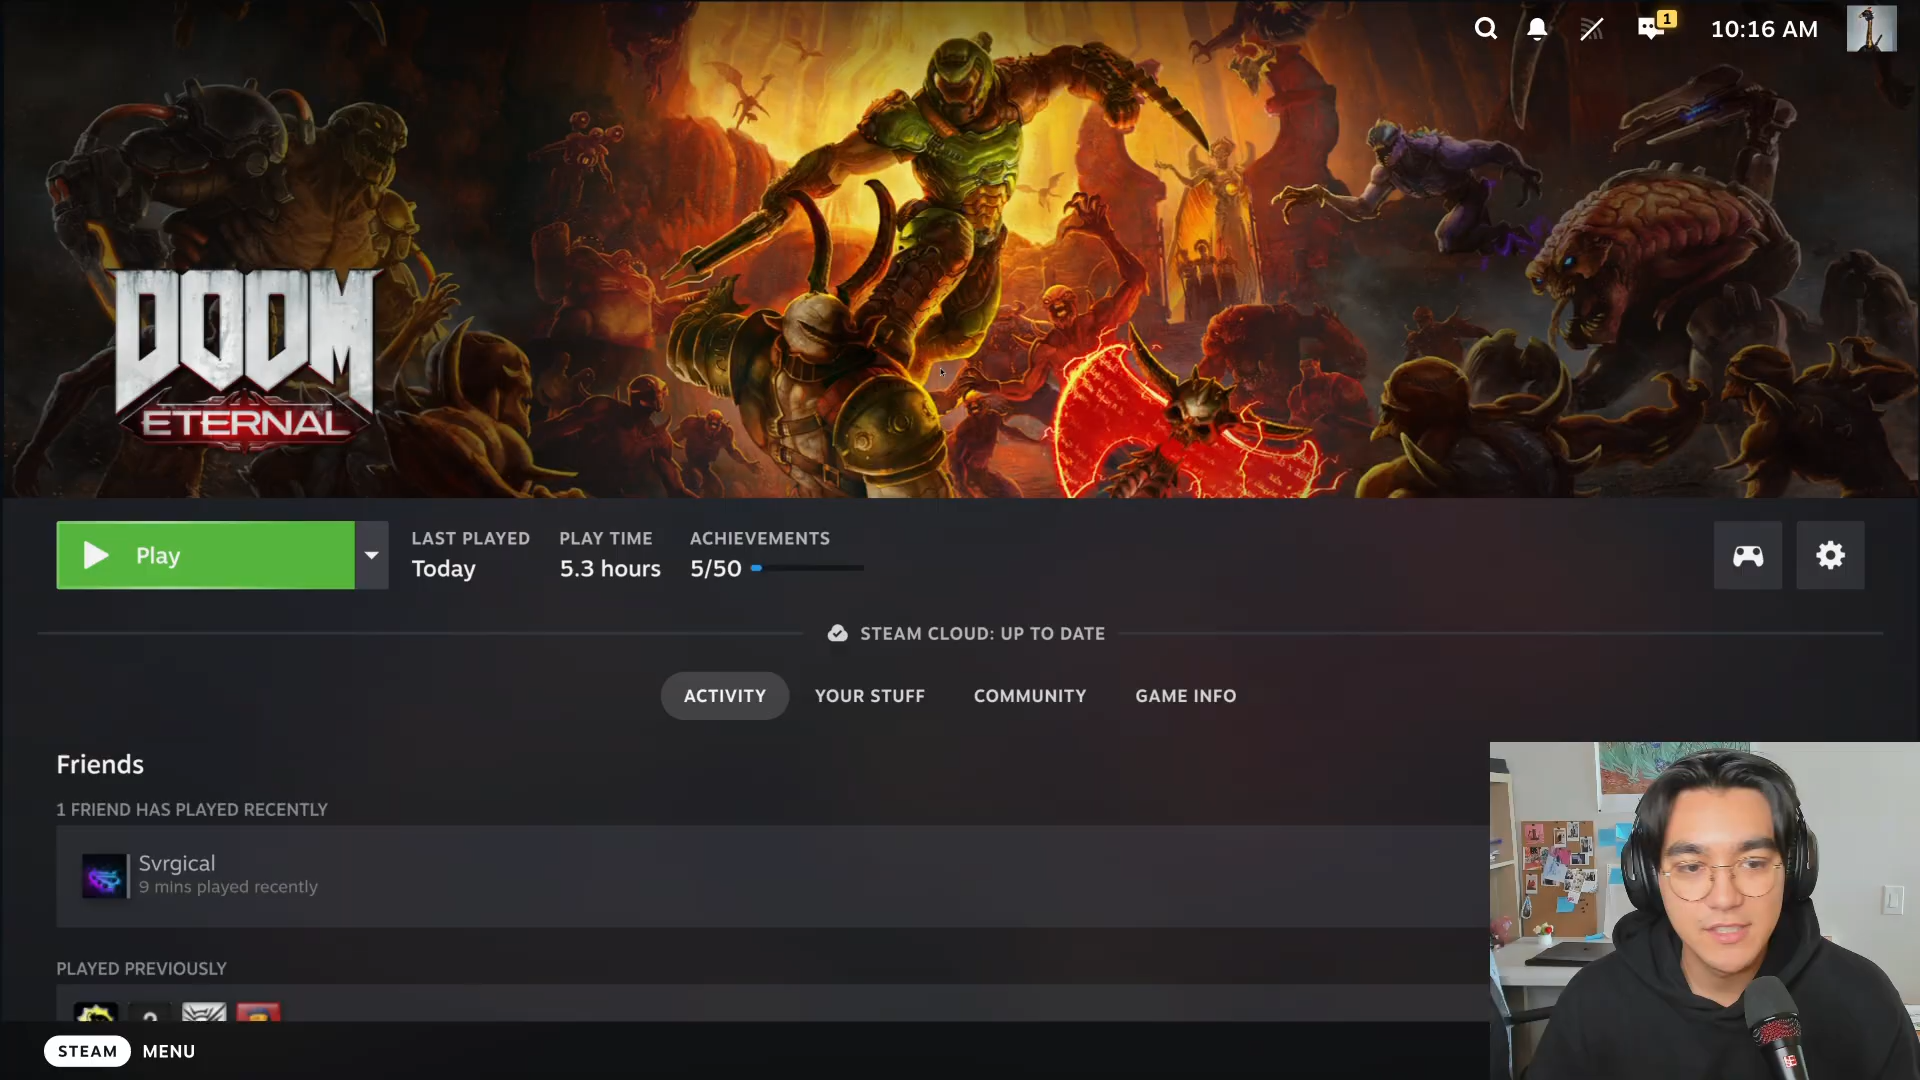 1
10:16 AM
DOOM
ETERNAL
Play
LAST PLAYED
Today
PLAY TIME
5.3 hours
ACHIEVEMENTS
5/50
STEAM CLOUD: UP TO DATE
ACTIVITY
YOUR STUFF
COMMUNITY
GAME INFO
Friends
1 FRIEND HAS PLAYED RECENTLY
Svrgical
9 mins played recently
PLAYED PREVIOUSLY
STEAM
MENU